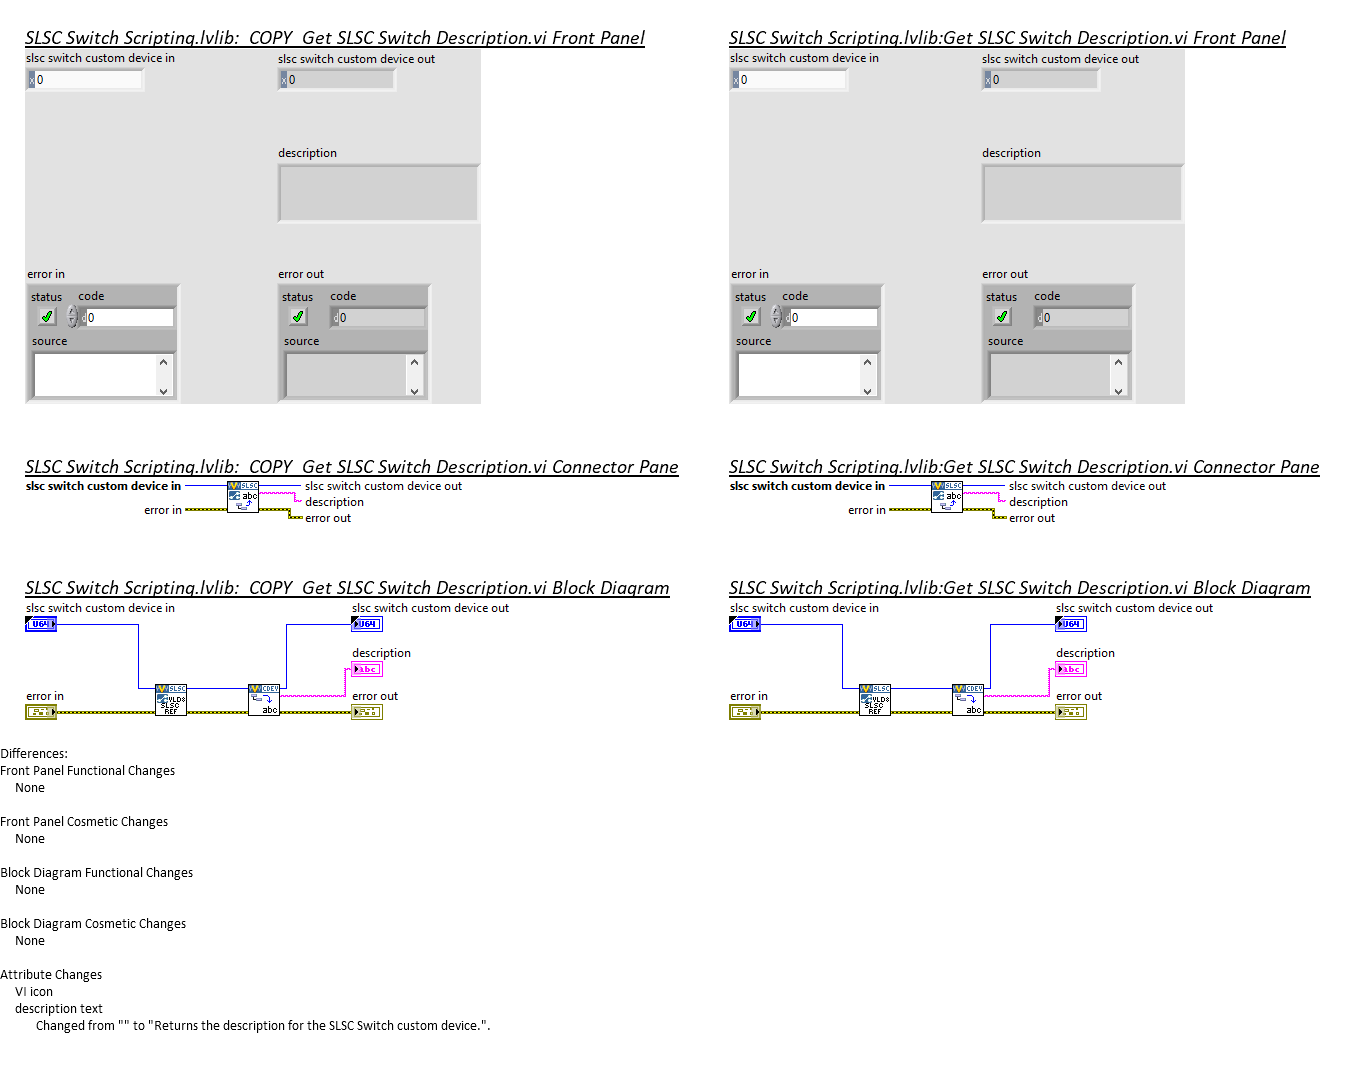 SLSC Switch Scripting.lvlib:_COPY_Get SLSC Switch Description.vi Front Panel
slsc switch custom device in
slsc switch custom device out
x 0
x 0
description
error in
error out
status
code
status
code
d 0
d 0
source
source
SLSC Switch Scripting.lvlib:Get SLSC Switch Description.vi Front Panel
slsc switch custom device in
slsc switch custom device out
x 0
x 0
description
error in
error out
status
code
status
code
d 0
d 0
source
source
SLSC Switch Scripting.lvlib:_COPY_Get SLSC Switch Description.vi Connector Pane
slsc switch custom device in
SLSC
abc
slsc switch custom device out
description
error in
error out
SLSC Switch Scripting.lvlib:Get SLSC Switch Description.vi Connector Pane
slsc switch custom device in
SLSC
abc
slsc switch custom device out
description
error in
error out
SLSC Switch Scripting.lvlib:_COPY_Get SLSC Switch Description.vi Block Diagram
slsc switch custom device in
slsc switch custom device out
U64
U64
description
abc
error in
SLSC
VLD8
SLSC
REF
CDEV
abc
error out
SLSC Switch Scripting.lvlib:Get SLSC Switch Description.vi Block Diagram
slsc switch custom device in
slsc switch custom device out
U64
U64
description
abc
error in
SLSC
VLD8
SLSC
REF
CDEV
abc
error out
Differences:
Front Panel Functional Changes
None
Front Panel Cosmetic Changes
None
Block Diagram Functional Changes
None
Block Diagram Cosmetic Changes
None
Attribute Changes
VI icon
description text
Changed from "" to "Returns the description for the SLSC Switch custom device.".